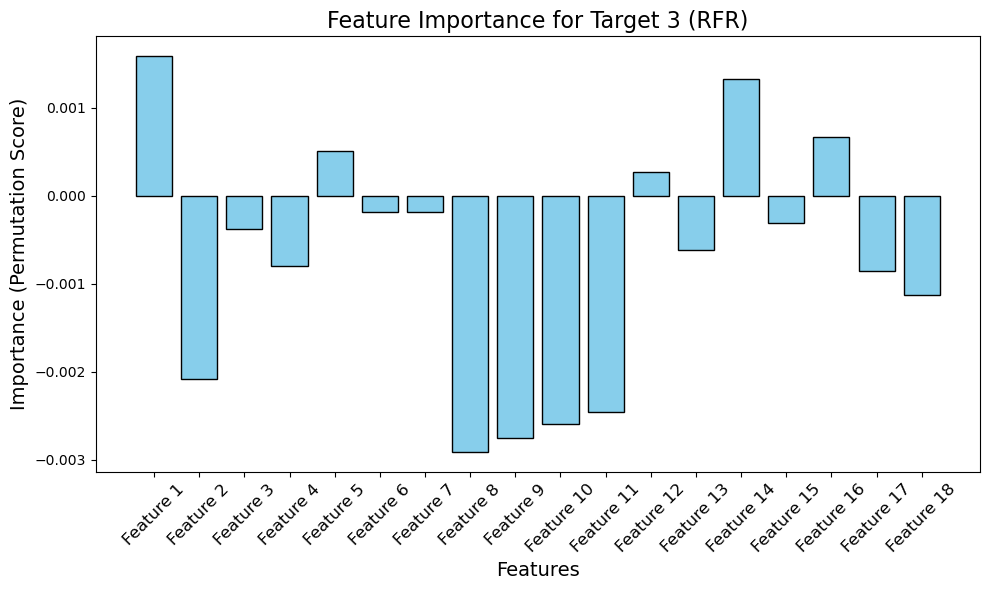 Feature Importance for Target 3 (RFR)
Importance (Permutation Score)
0.001
0.000
−0.001
−0.002
−0.003
Feature 1
Feature 2
Feature 3
Feature 4
Feature 5
Feature 6
Feature 7
Feature 8
Feature 9
Feature 10
Feature 11
Feature 12
Feature 13
Feature 14
Feature 15
Feature 16
Feature 17
Feature 18
Features